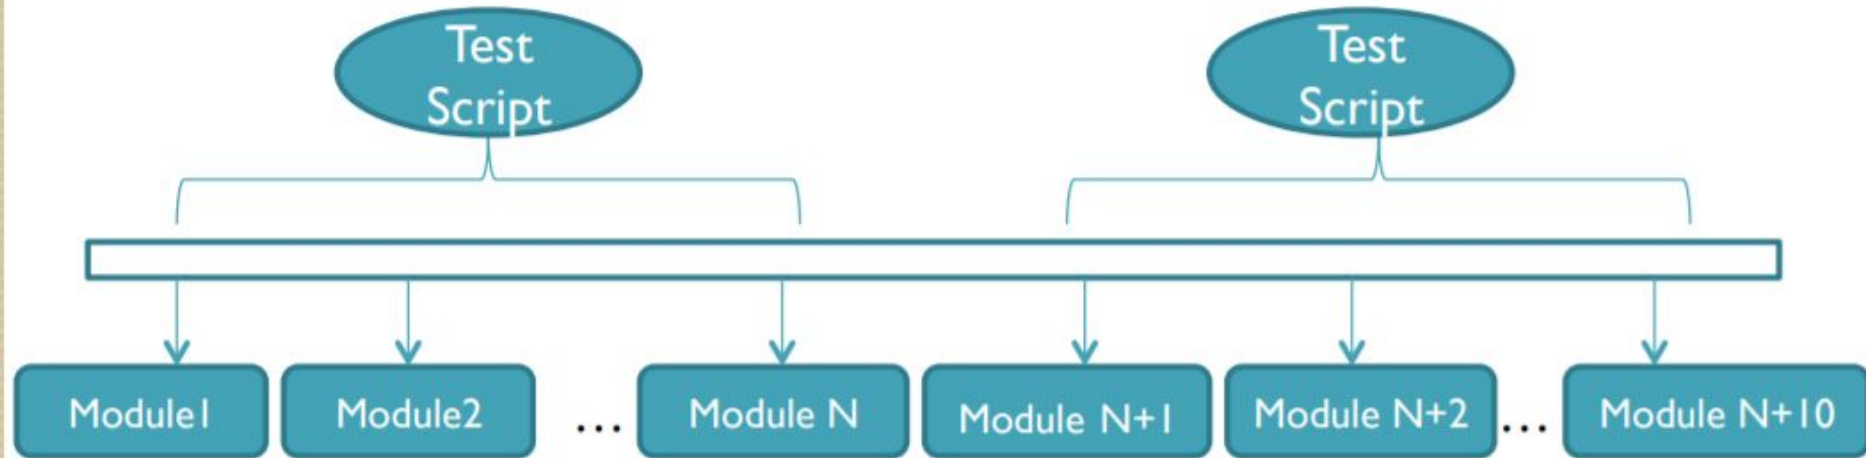 Test
Script
Test
Script
Module1
Module2
...
Module N
Module N+1
Module N+2
...
Module N+10